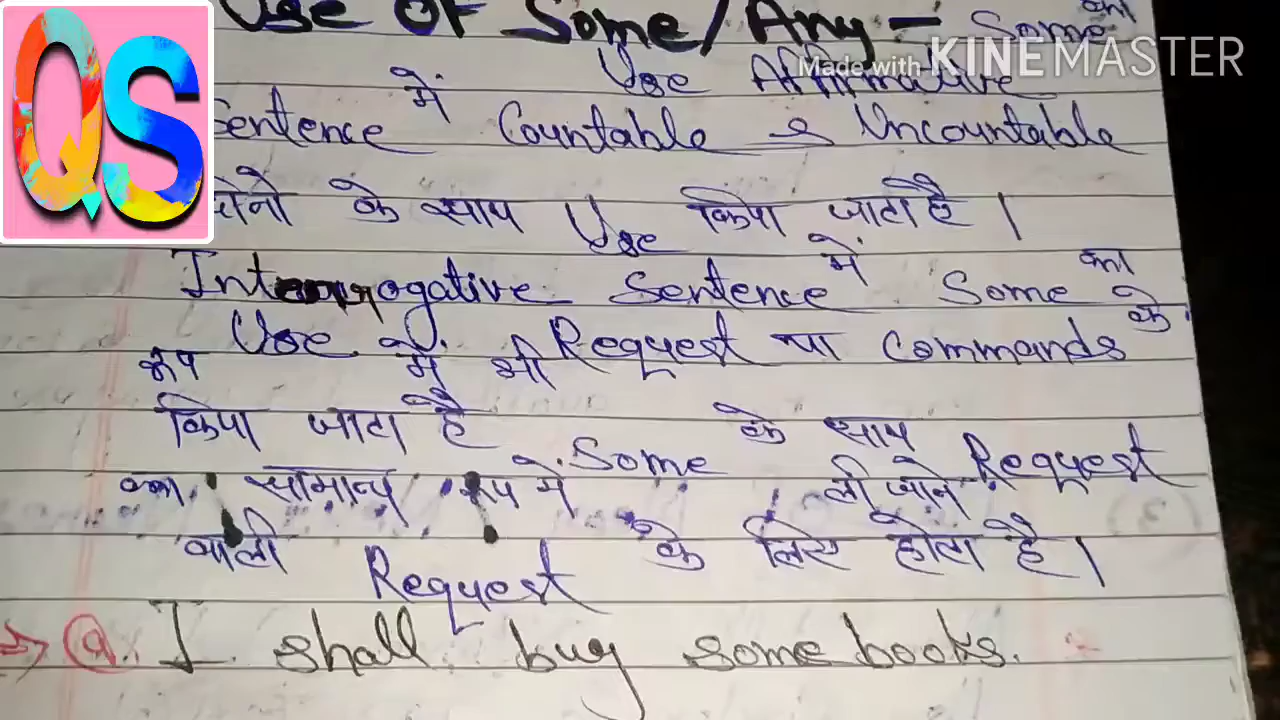 QS
Use Of Some/Any - Some का
Made with KINEMASTER
Use Affirmative
Sentence में Countable & Uncountable
दोनो के साथ Use किया जाता है ।
Interrogative Sentence में Some का
Use Request या Commands के
रूप में भी
किया जाता है Some के साथ Request
का सामान्य रूप में ली जाने
वाली Request के लिए होता है ।
⇒ (a). I shall buy some books.